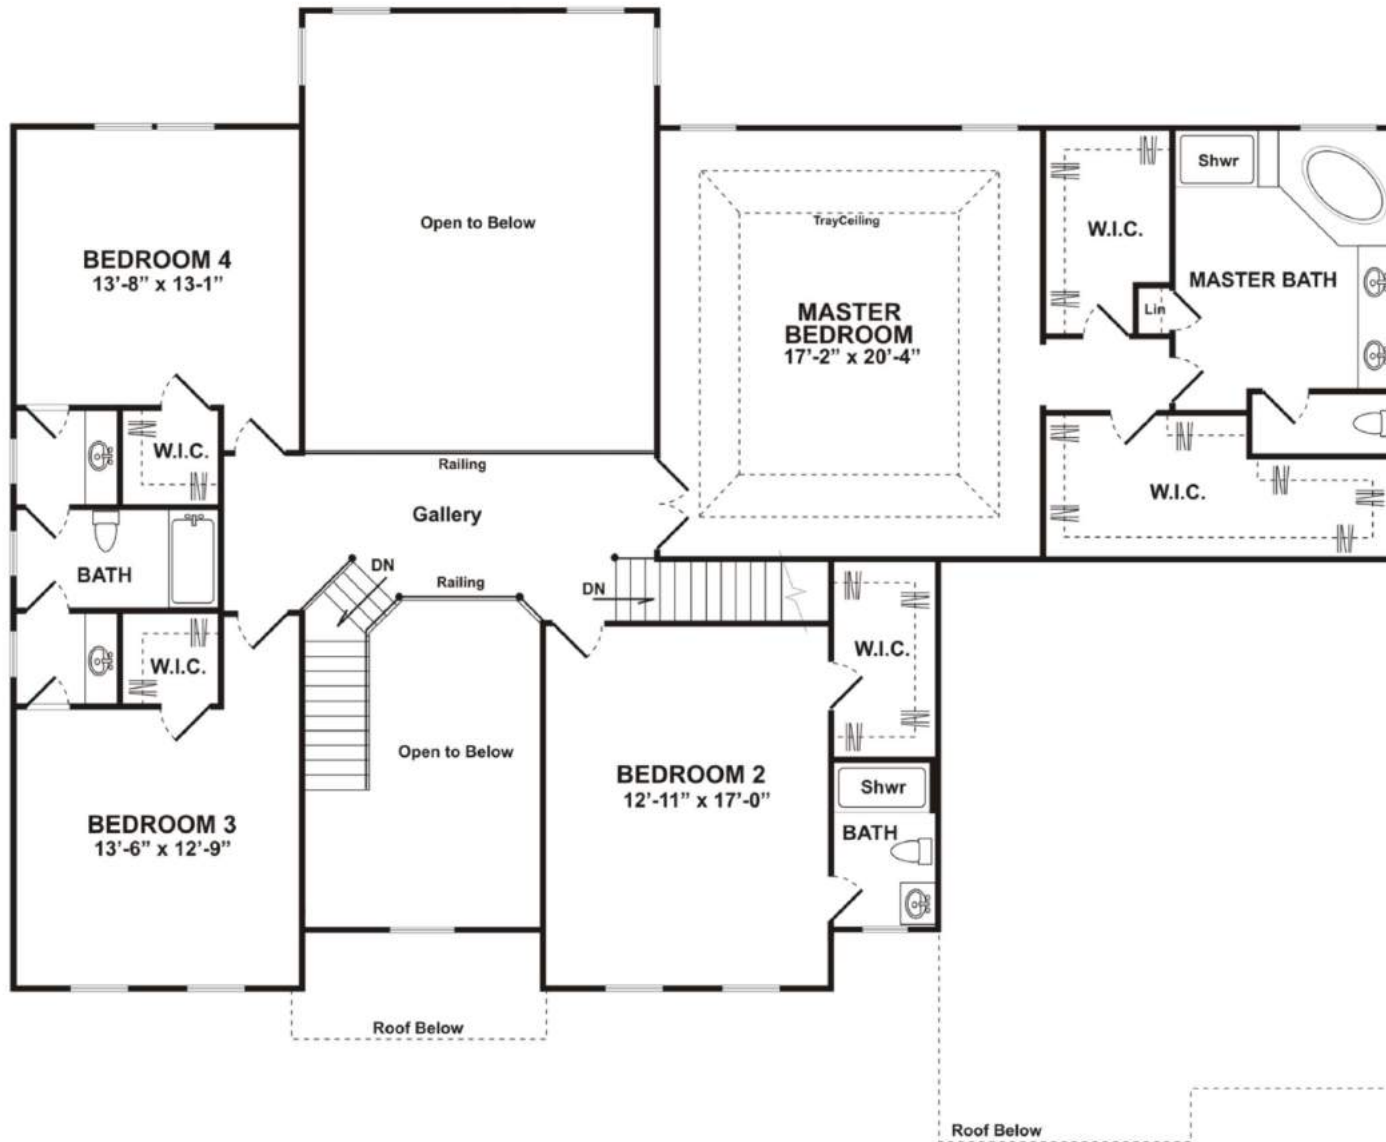 Shwr
Open to Below
TrayCeiling
W.I.C.
BEDROOM 4
13'-8” x 13-1”
MASTER BATH
Lin
MASTER
BEDROOM
17'-2” x 20'-4”
W.I.C.
Railing
W.I.C.
Gallery
DN
BATH
Railing
DN
W.I.C.
W.I.C.
Open to Below
BEDROOM 2
12'-11” x 17'-0”
Shwr
BEDROOM 3
13'-6” x 12'-9”
BATH
Roof Below
Roof Below